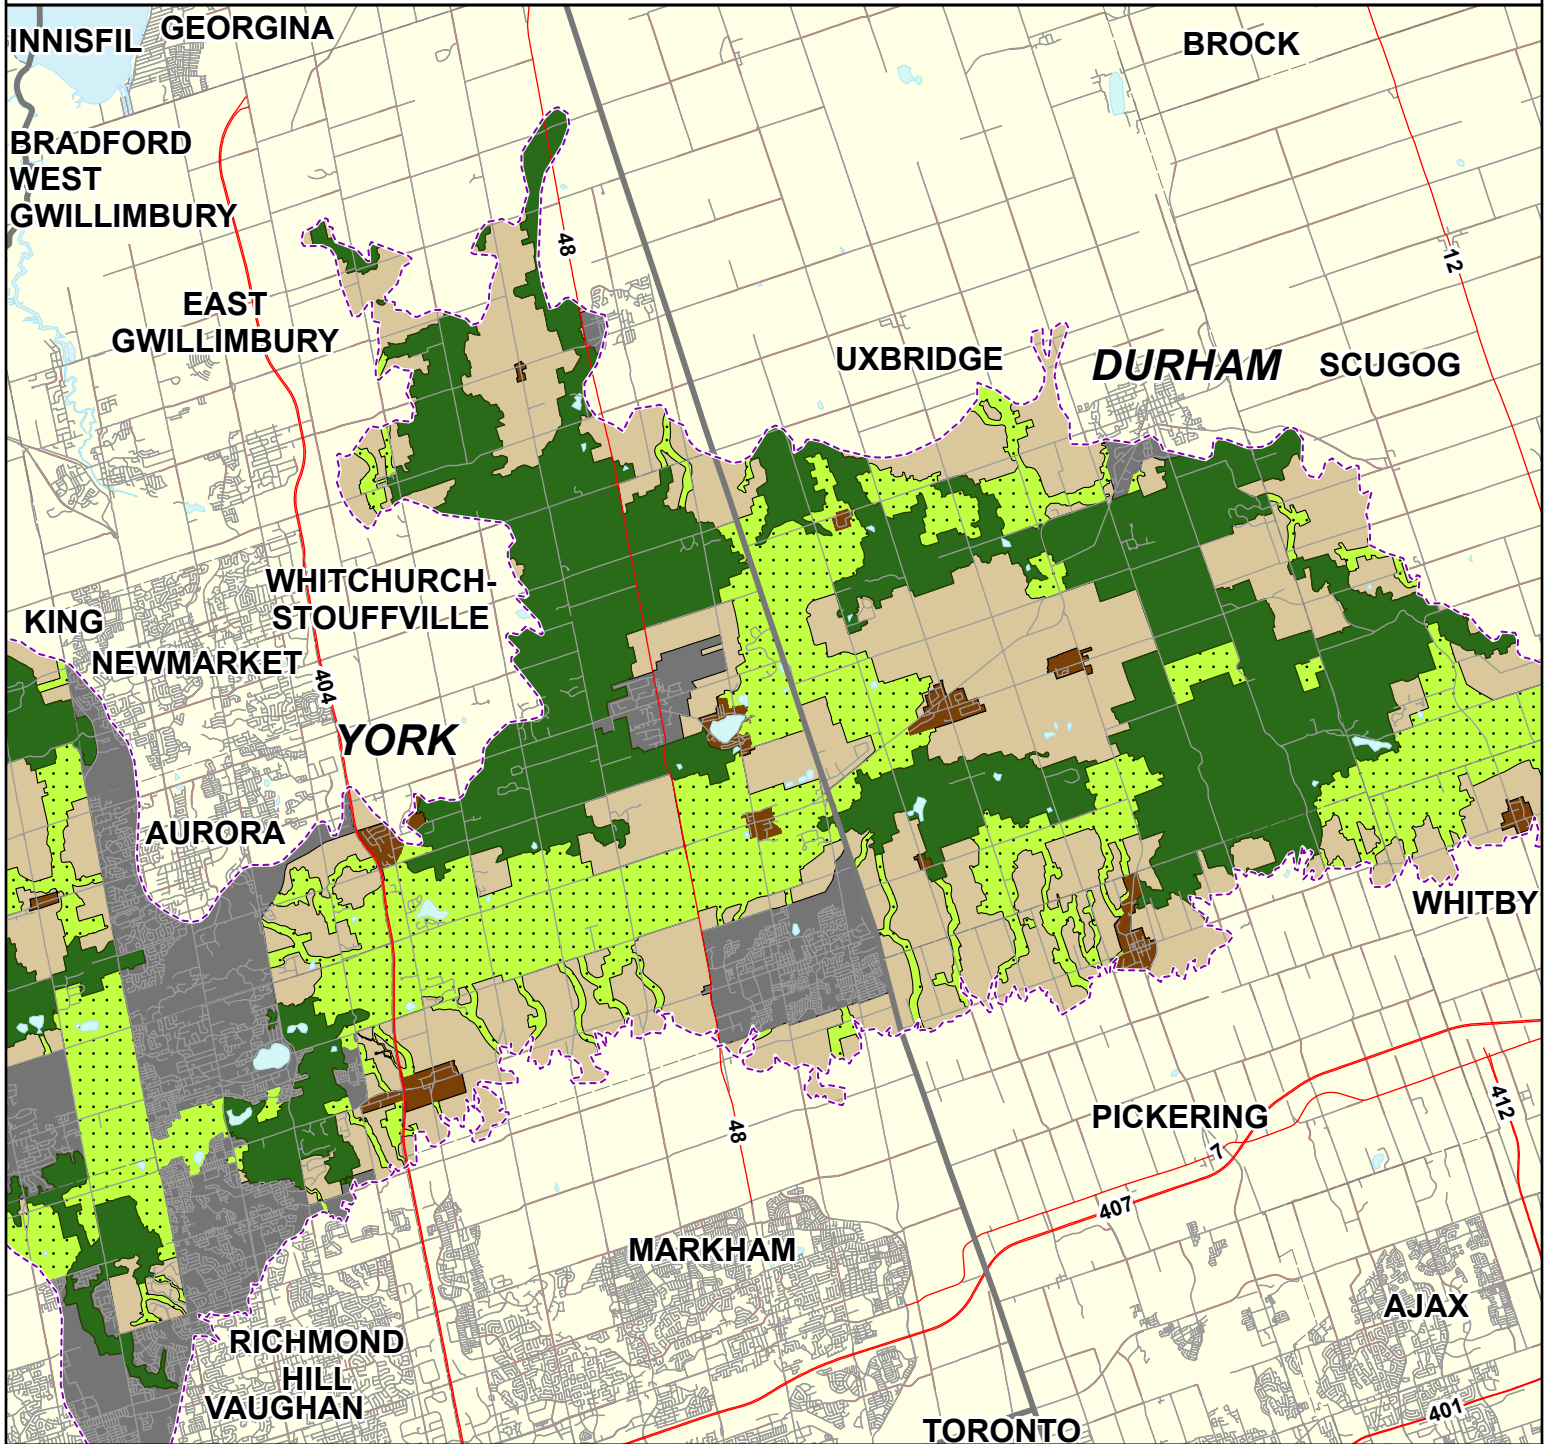 INNISFIL
GEORGINA
BROCK
BRADFORD
WEST
GWILLIMBURY
48
12
EAST
GWILLIMBURY
UXBRIDGE
DURHAM
SCUGOG
WHITCHURCH-
STOUFFVILLE
KING
NEWMARKET
404
YORK
AURORA
WHITBY
PICKERING
412
48
7
407
MARKHAM
AJAX
RICHMOND
HILL
VAUGHAN
401
TORONTO